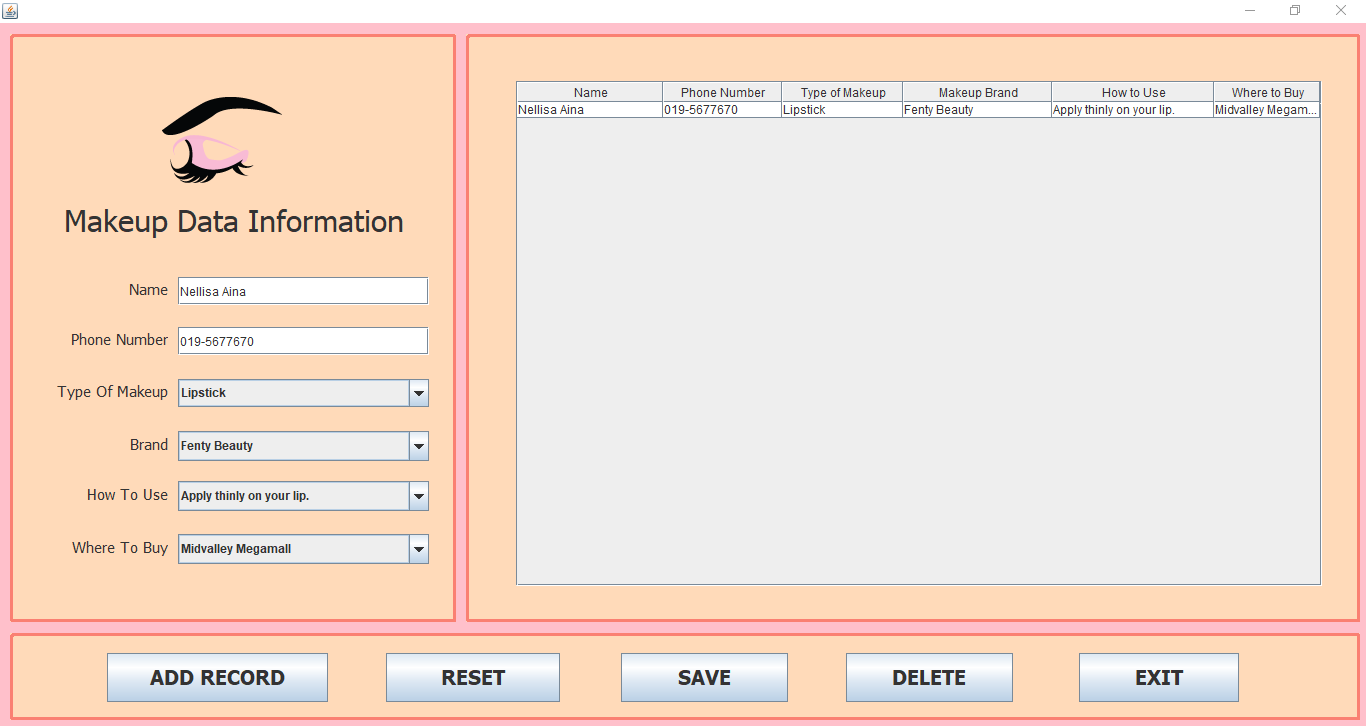 Makeup Data Information
Name Nellisa Aina
Phone Number 019-5677670
Type Of Makeup Lipstick
Brand Fenty Beauty
How To Use Apply thinly on your lip.
Where To Buy Midvalley Megamall
Name Phone Number Type of Makeup Makeup Brand How to Use Where to Buy
Nellisa Aina 019-5677670 Lipstick Fenty Beauty Apply thinly on your lip. Midvalley Megam...
ADD RECORD RESET SAVE DELETE EXIT